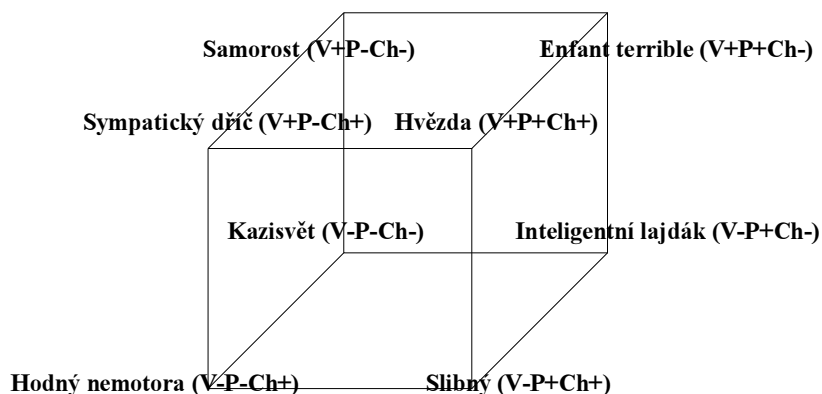 Samorost (V+P-Ch-) Enfant terrible (V+P+Ch-)
Sympatický dříč (V+P-Ch+) Hvězda (V+P+Ch+)
Kazisvět (V-P-Ch-) Inteligentní lajdák (V-P+Ch-)
Hodný nemotora (V-P-Ch+) Slibný (V-P+Ch+)